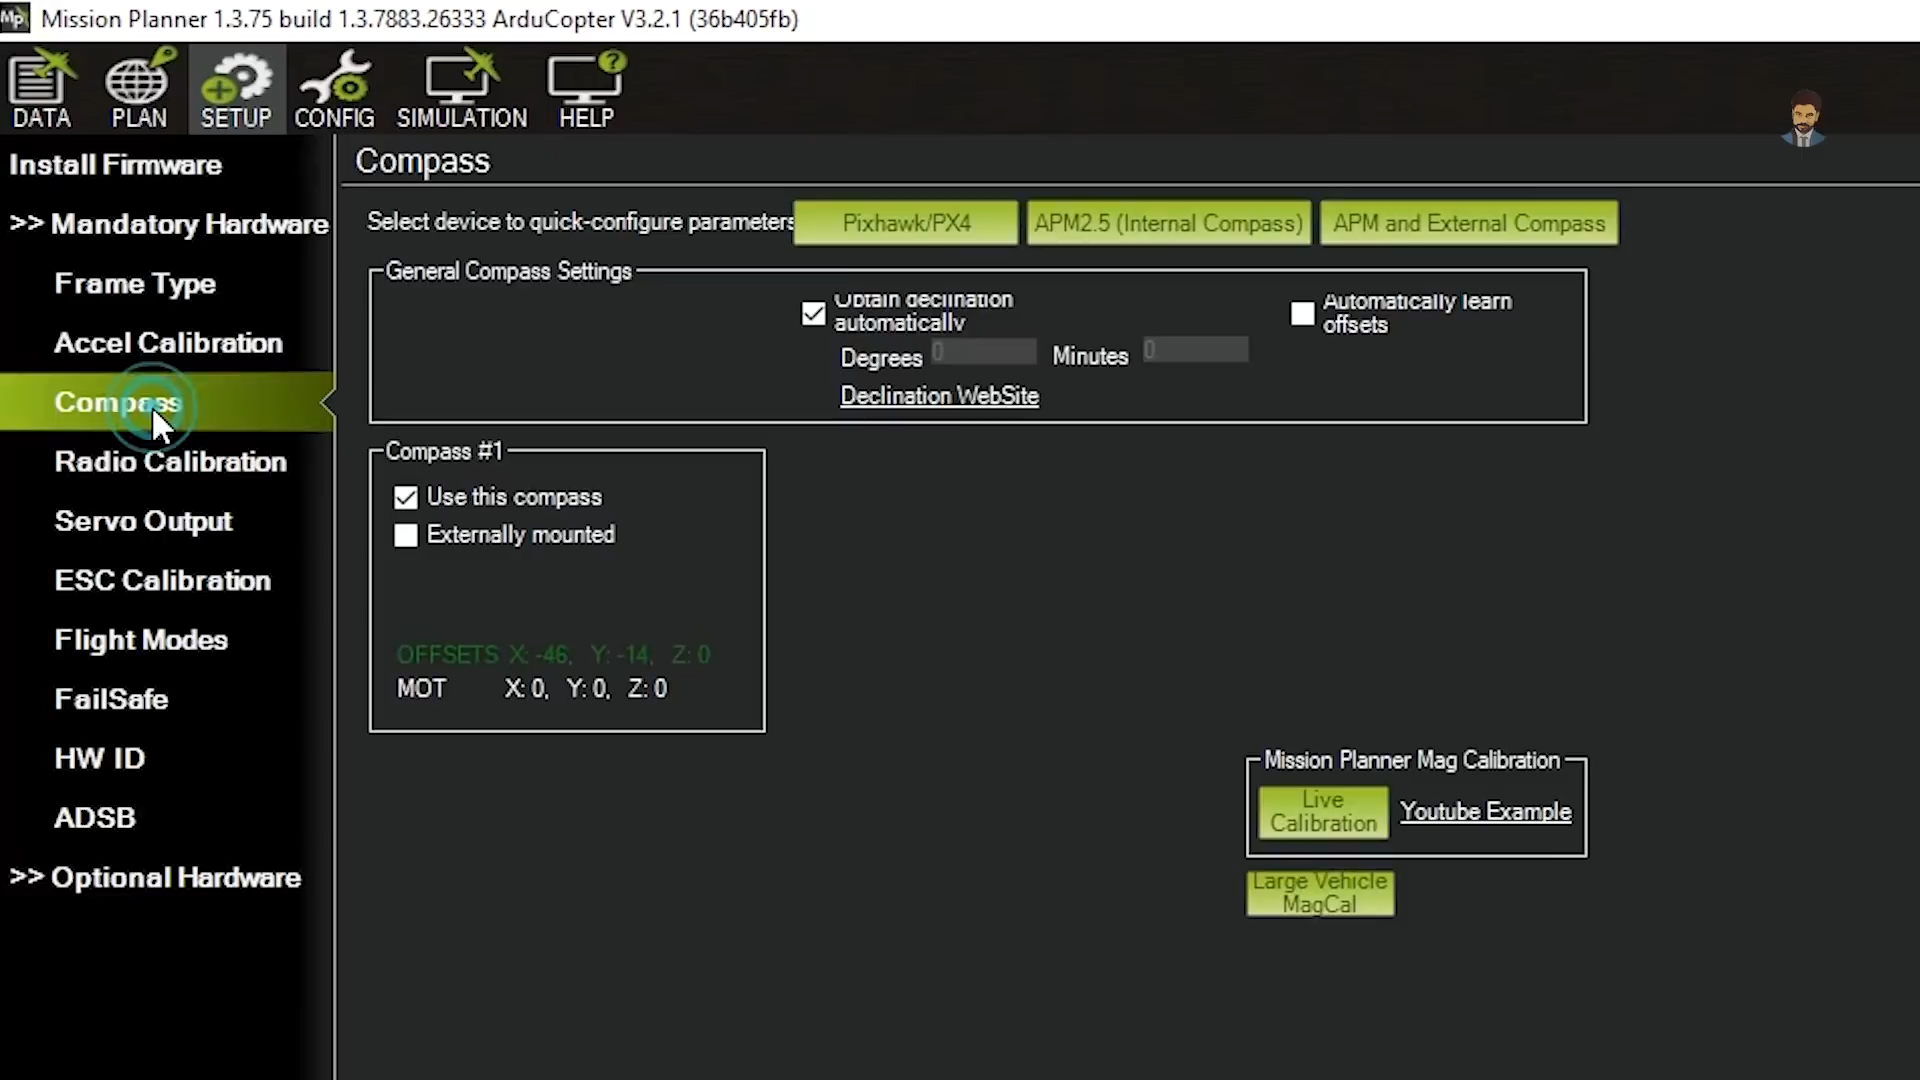 Mission Planner 1.3.75 build 1.3.7883.26333 ArduCopter V3.2.1 (36b405fb)
DATA PLAN SETUP CONFIG SIMULATION HELP
Install Firmware
>> Mandatory Hardware
Frame Type
Accel Calibration
Compass
Radio Calibration
Servo Output
ESC Calibration
Flight Modes
FailSafe
HW ID
ADSB
>> Optional Hardware
Compass
Select device to quick-configure parameters
Pixhawk/PX4
APM2.5 (Internal Compass)
APM and External Compass
General Compass Settings
Obtain declination
automatically
Automatically learn
offsets
Degrees 0 Minutes 0
Declination WebSite
Compass #1
Use this compass
Externally mounted
OFFSETS X: -46, Y: -14, Z: 0
MOT X: 0, Y: 0, Z: 0
Mission Planner Mag Calibration
Live
Calibration
Youtube Example
Large Vehicle
MagCal